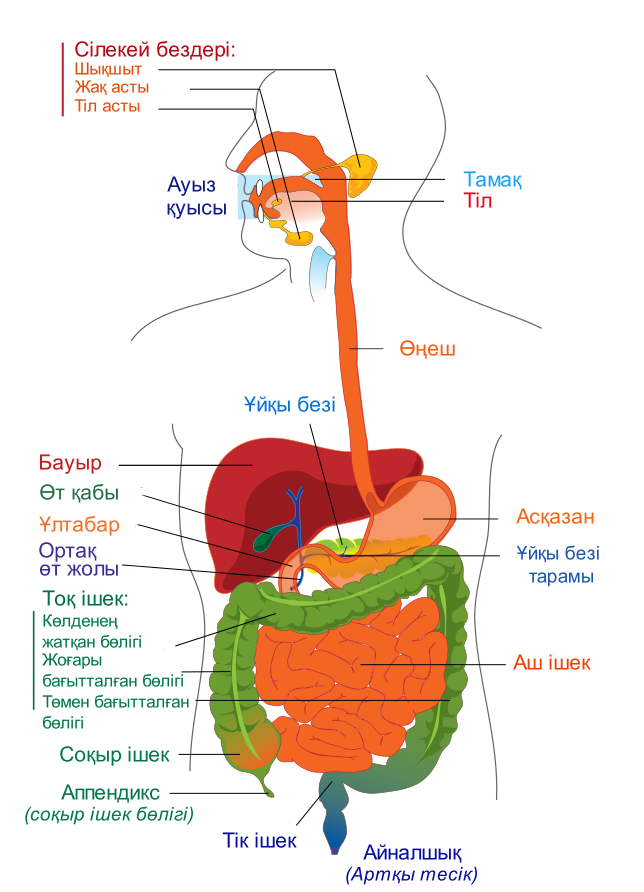 Сілекей бездері:
Шықшыт
Жақ асты
Тіл асты
Ауыз
қуысы
Тамақ
Тіл
Өңеш
Ұйқы безі
Бауыр
Өт қабы
Ұлтабар
Ортақ
өт жолы
Асқазан
Ұйқы безі
тарамы
Тоқ ішек:
Көлденең
жатқан бөлігі
Жоғары
бағытталған бөлігі
Төмен бағытталған
бөлігі
Аш ішек
Соқыр ішек
Аппендикс
(соқыр ішек бөлігі)
Тік ішек
Айналшық
(Артқы тесік)